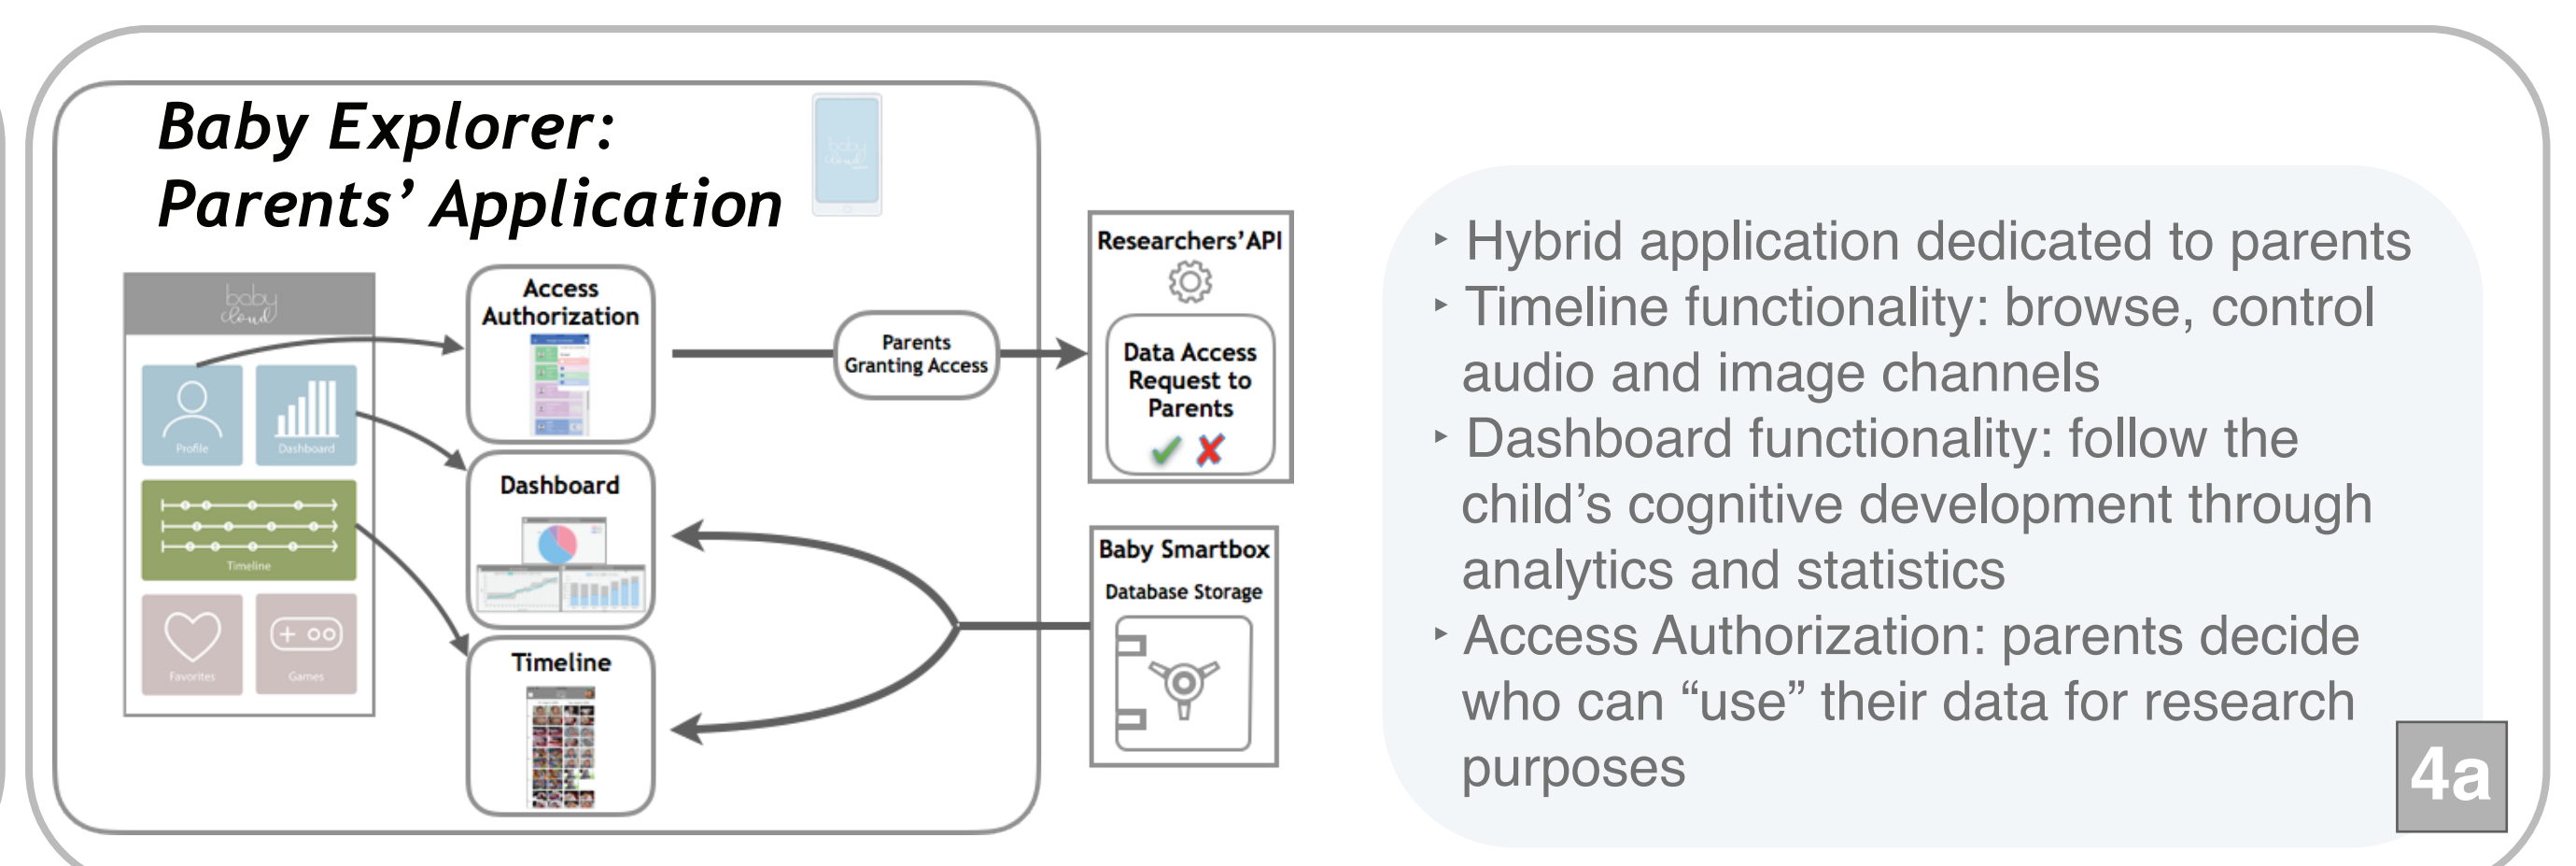 Baby Explorer:
Parents’ Application
baby
cloud
baby
cloud
Profile
Dashboard
Timeline
Favorites
Games
Access
Authorization
Dashboard
Timeline
Parents
Granting Access
Researchers’ API
Data Access
Request to
Parents
Baby Smartbox
Database Storage
‣ Hybrid application dedicated to parents
‣ Timeline functionality: browse, control
audio and image channels
‣ Dashboard functionality: follow the
child’s cognitive development through
analytics and statistics
‣ Access Authorization: parents decide
who can “use” their data for research
purposes
4a